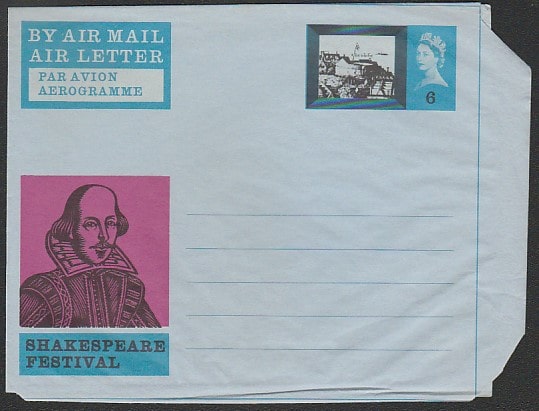 BY AIR MAIL
AIR LETTER
PAR AVION
AEROGRAMME
6
SHAKESPEARE
FESTIVAL